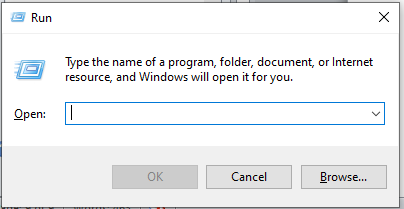 Run
Type the name of a program, folder, document, or Internet
resource, and Windows will open it for you.
Open:
OK Cancel Browse...